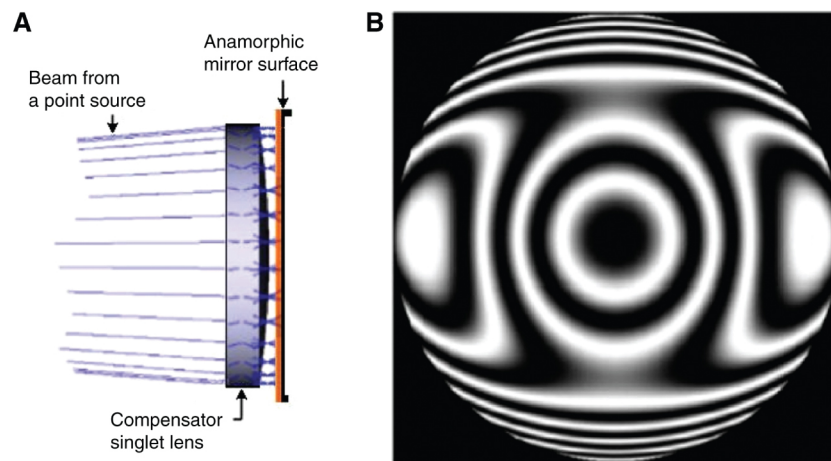 A
Beam from
a point source
Anamorphic
mirror surface
Compensator
singlet lens
B